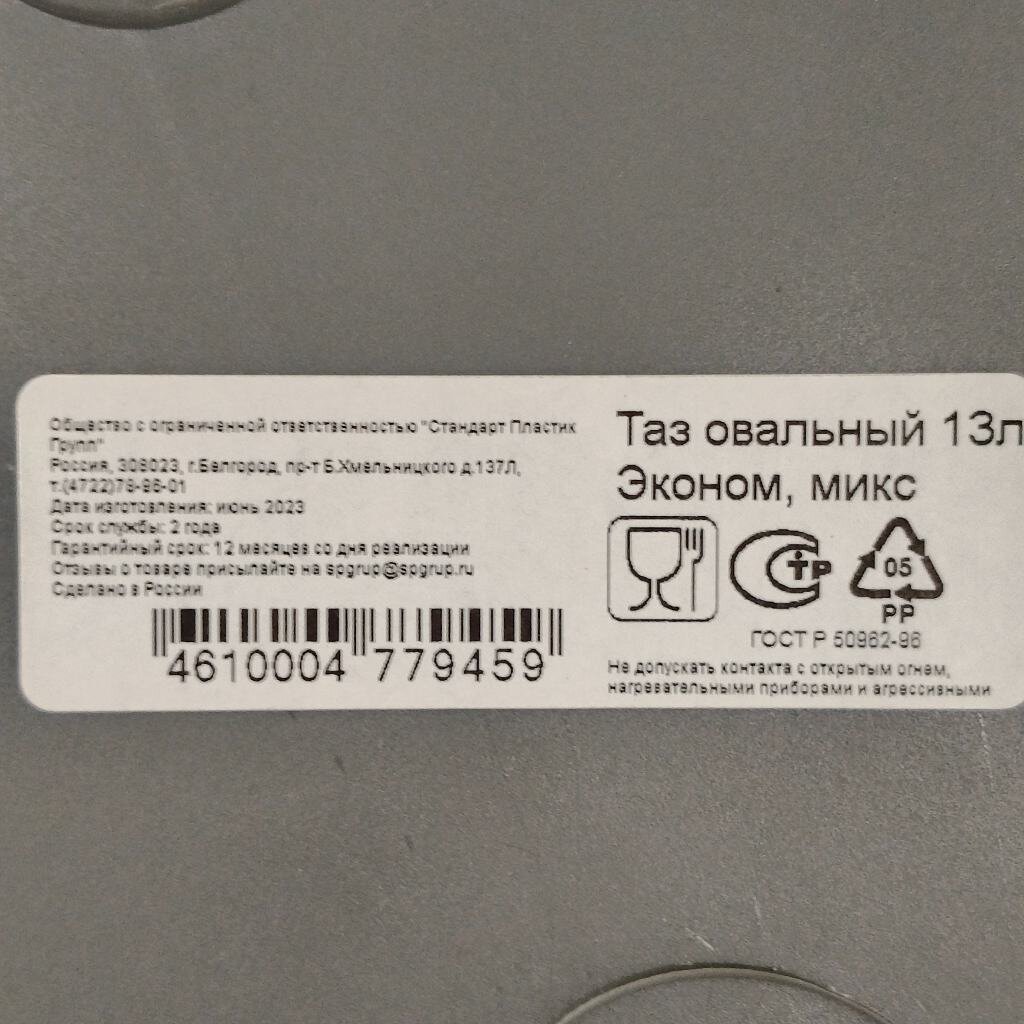 Общество с ограниченной ответственностью "Стандарт Пластик
Групп"
Россия, 308023, г.Белгород, пр-т Б.Хмельницкого д.137Л,
т.(4722)78-96-01
Дата изготовления: июнь 2023
Срок службы: 2 года
Гарантийный срок: 12 месяцев со дня реализации
Отзывы о товаре присылайте на spgrup@spgrup.ru
Сделано в России
4610004 779459
Таз овальный 13л
Эконом, микс
СТР
05
PP
ГОСТ Р 50962-96
Не допускать контакта с открытым огнем,
нагревательными приборами и агрессивными